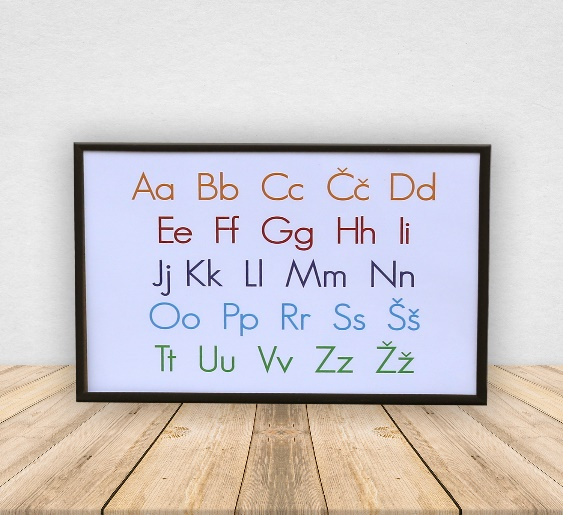 Aa Bb Cc Čč Dd
Ee Ff Gg Hh Ii
Jj Kk Ll Mm Nn
Oo Pp Rr Ss Šš
Tt Uu Vv Zz Žž